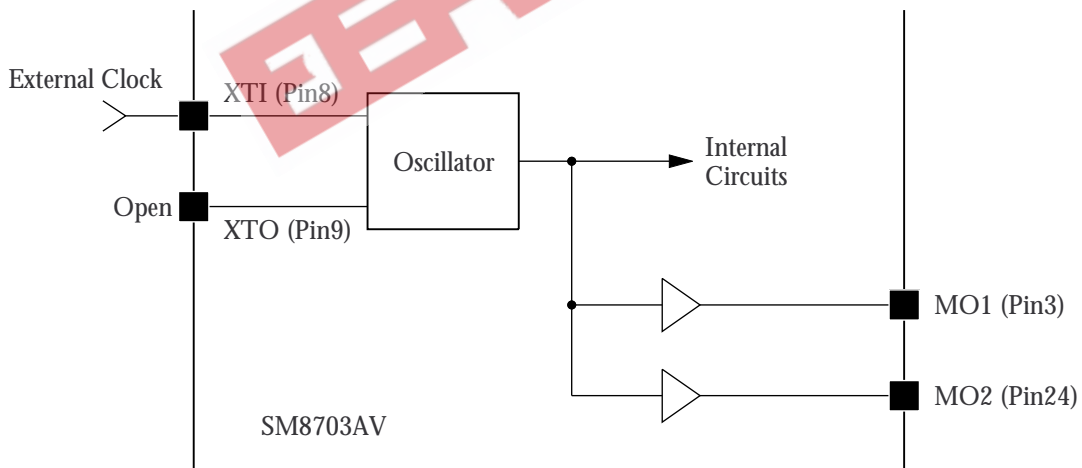 External Clock
XTI (Pin8)
Oscillator
Internal
Circuits
Open
XTO (Pin9)
MO1 (Pin3)
MO2 (Pin24)
SM8703AV